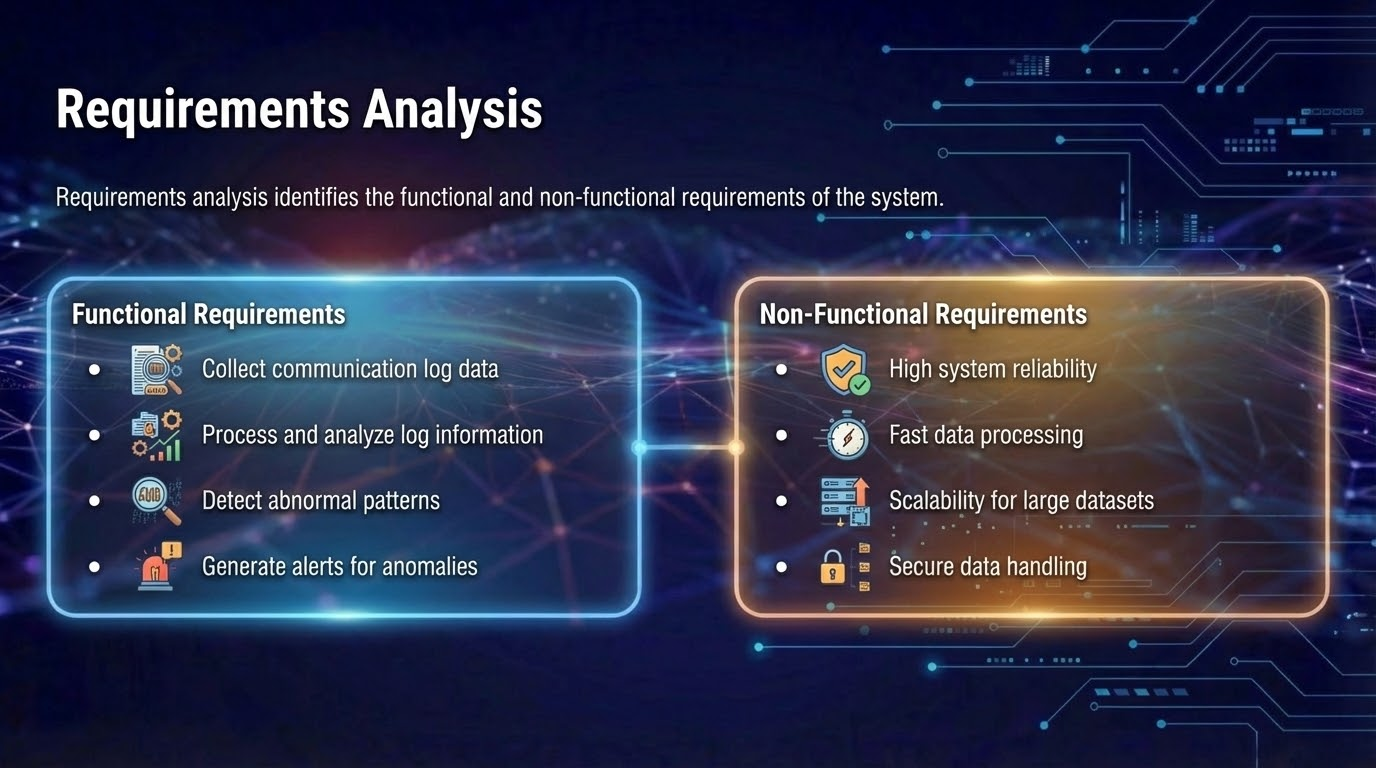 Requirements Analysis
Requirements analysis identifies the functional and non-functional requirements of the system.
Functional Requirements
• Collect communication log data
• Process and analyze log information
• Detect abnormal patterns
• Generate alerts for anomalies
Non-Functional Requirements
• High system reliability
• Fast data processing
• Scalability for large datasets
• Secure data handling